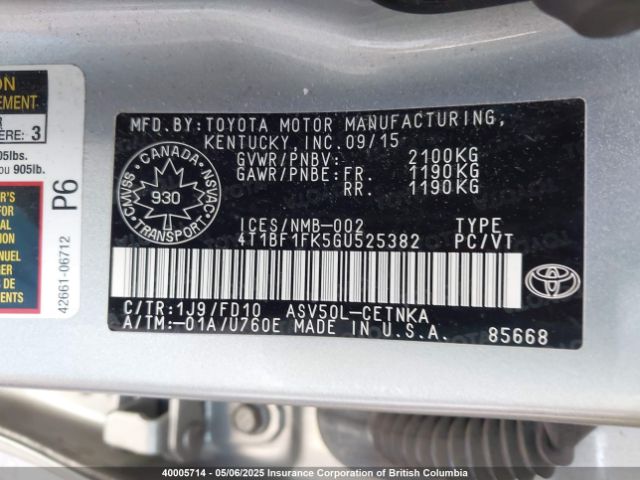 ON
EMENT
R
ERE: 3
05lbs.
ou 905lb.
P6
42661-06712
MFD.BY:TOYOTA MOTOR MANUFACTURING,
KENTUCKY, INC.09/15
GVWR/PNBV: 2100KG
GAWR/PNBE:FR. 1190KG
RR. 1190KG
CANADA
CMVSS NSVAC
930
TRANSPORT
ICES/NMB-002 TYPE
4T1BF1FK5GU525382 PC/VT
TOYOTA
C/TR:1J9/FD10 ASV50L-CETNKA
A/TM:-01A/U760E MADE IN U.S.A. 85668
40005714 - 05/06/2025 Insurance Corporation of British Columbia